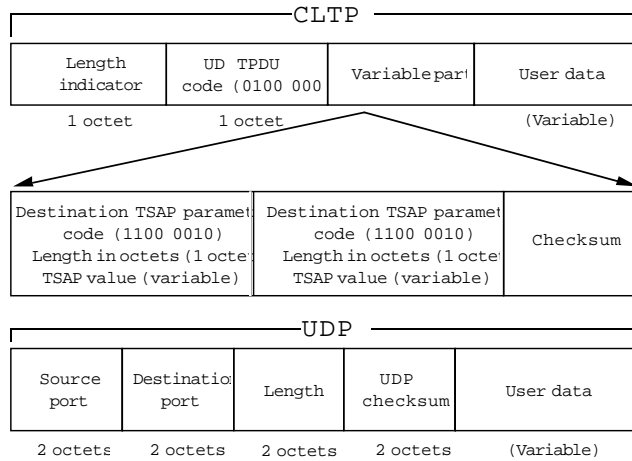 CLTP
Length indicator
UD TPDU code (0100 000
Variable part
User data
1 octet
1 octet
(Variable)
Destination TSAP paramet
code (1100 0010)
Length in octets (1 octet
TSAP value (variable)
Destination TSAP paramet
code (1100 0010)
Length in octets (1 octet
TSAP value (variable)
Checksum
UDP
Source port
Destination port
Length
UDP checksum
User data
2 octets
2 octets
2 octets
2 octets
(Variable)